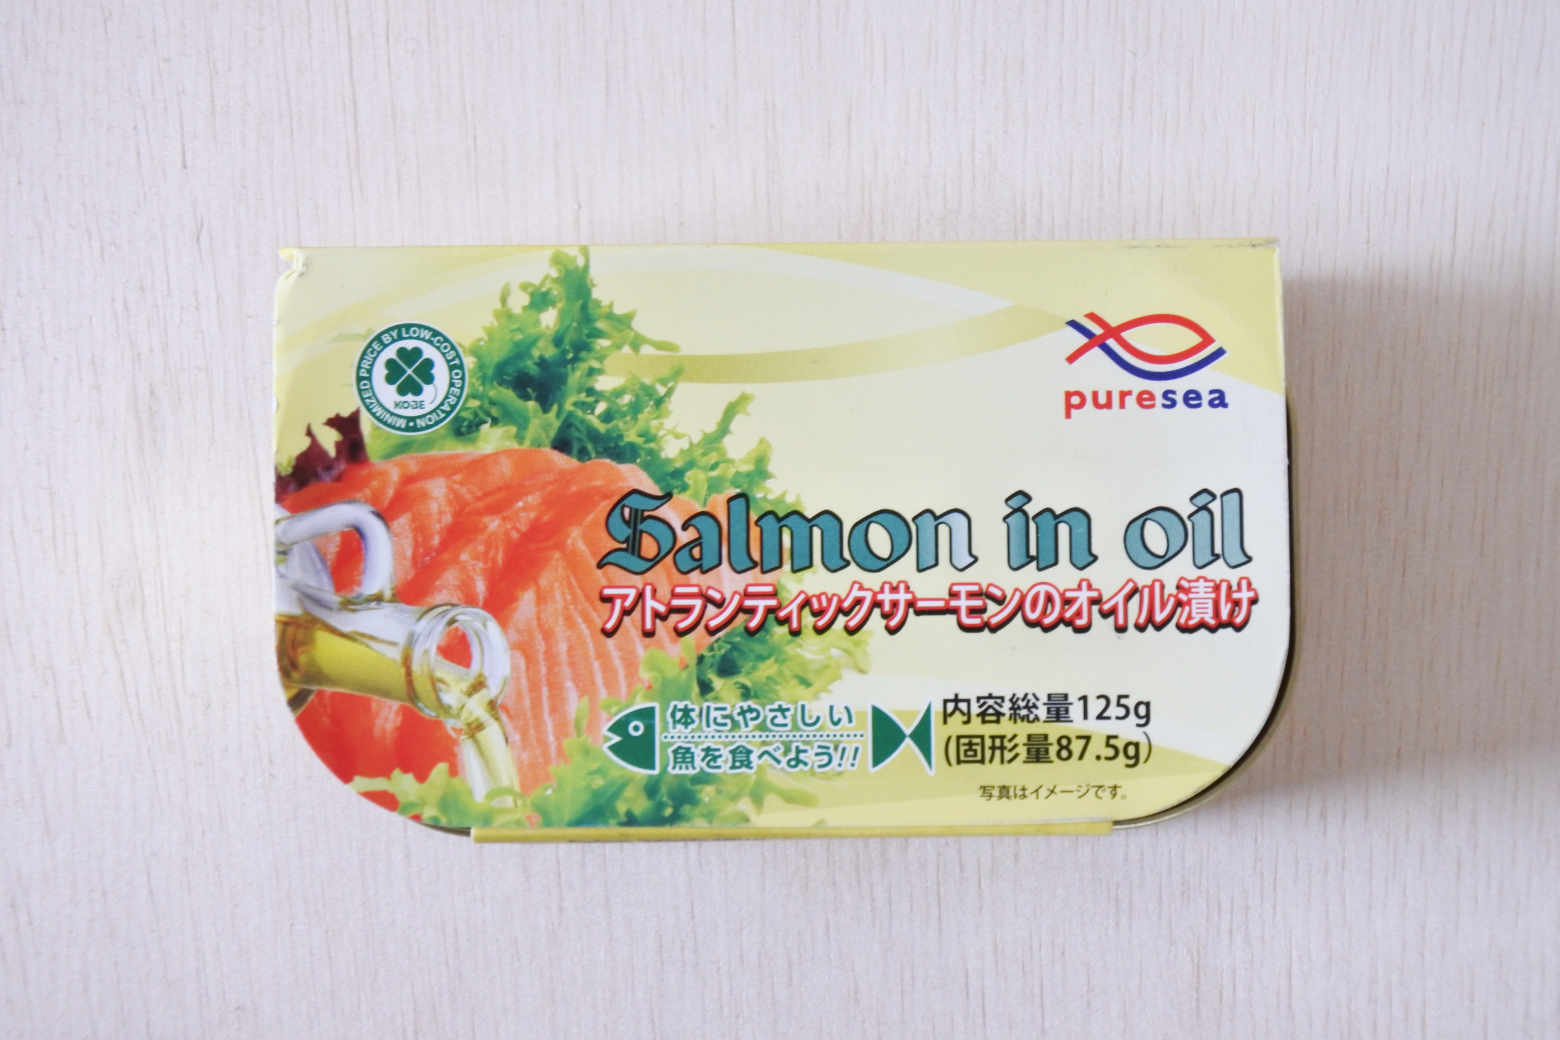 MINIMIZED PRICE BY LOW-COST OPERATION •
KOBE
puresea
Salmon in oil
アトランティックサーモンのオイル漬け
体にやさしい
魚を食べよう!!
内容総量125g
(固形量87.5g)
写真はイメージです。